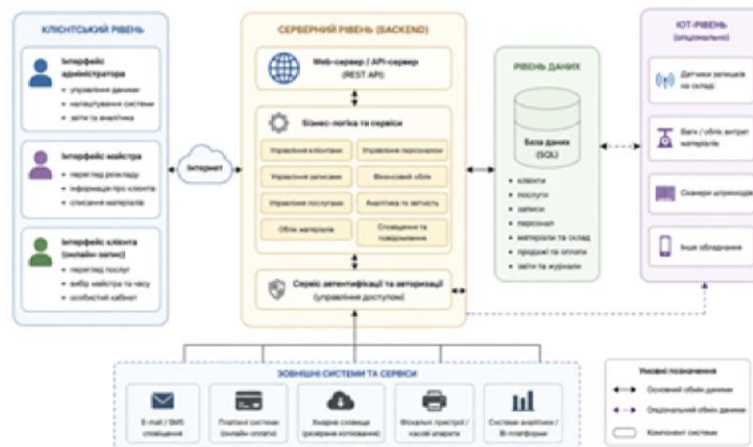 КЛІЄНТСЬКИЙ РІВЕНЬ
Інтерфейс
адміністратора
управління даними
налаштування системи
звіти та аналітика
Інтерфейс майстра
перегляд розкладу
інформація про клієнтів
списання матеріалів
Інтерфейс клієнта
(онлайн-запис)
перегляд послуг
вибір майстра та часу
особистий кабінет
Інтернет
СЕРВЕРНИЙ РІВЕНЬ (BACKEND)
Web-сервер / API-сервер
(REST API)
Бізнес-логіка та сервіси
Управління клієнтами
Управління персоналом
Управління записами
Фінансовий облік
Управління послугами
Аналітика та звітність
Облік матеріалів
Сповіщення та
повідомлення
Сервіс автентифікації та авторизації
(управління доступом)
РІВЕНЬ ДАНИХ
База даних
(SQL)
клієнти
послуги
записи
персонал
матеріали та склад
продажі та оплати
звіти та журнали
ІОТ-РІВЕНЬ
(опціонально)
Датчики залишків
на складі
Ваги / облік витрат
матеріалів
Сканери штрихкодів
Інше обладнання
ЗОВНІШНІ СИСТЕМИ ТА СЕРВІСИ
E-mail / SMS
сповіщення
Платіжні системи
(онлайн-оплати)
Хмарне сховище
(резервне копіювання)
Фіскальні пристрої /
касові апарати
Системи аналітики /
BI-платформи
Умовні позначення
Основний обмін даними
Опціональний обмін даними
Компонент системи